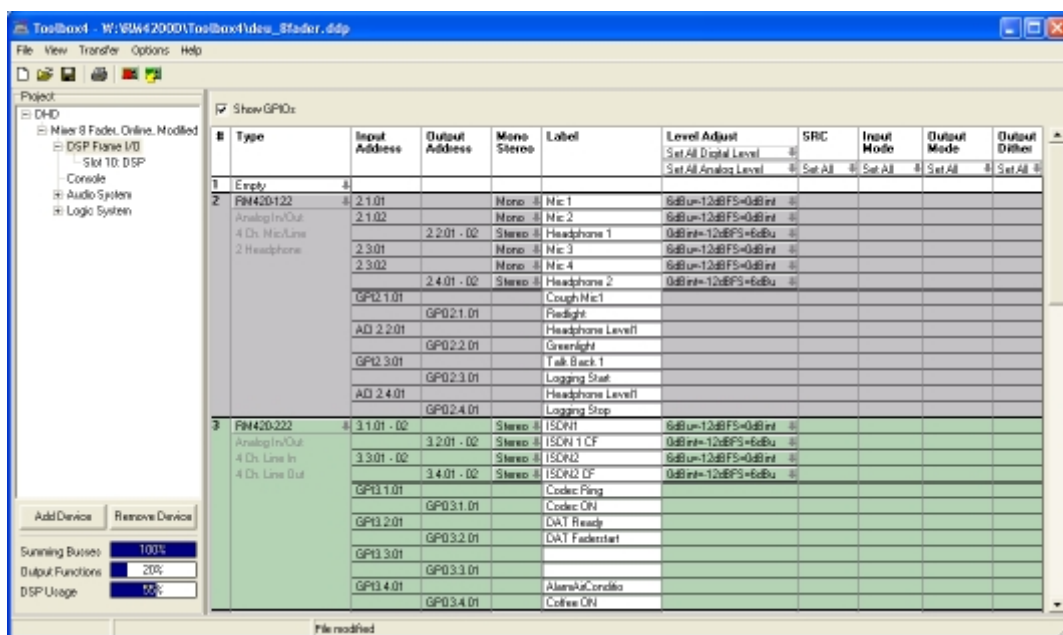 Toolbox4 - W:\RM4200D\Toolbox4\deu_8fader.ddp
File View Transfer Options Help
Project
DHD
Mixer 8 Fader, Online, Modified
DSP Frame I/O
Slot 10: DSP
Console
Audio System
Logic System
Add Device Remove Device
Summing Busses 100%
Output Functions 20%
DSP Usage 55%
Show GPIOs
# Type Input Address Output Address Mono Stereo Label Level Adjust SRC Input Mode Output Mode Output Dither
Set All Digital Level
Set All Analog Level Set All Set All Set All Set All
1 Empty
2 RM420-122 2.1.01 Mono Mic 1 6dBu=-12dBFS=0dBint
Analog In/Out 2.1.02 Mono Mic 2 6dBu=-12dBFS=0dBint
4 Ch. Mic/Line 2.2.01 - 02 Stereo Headphone 1 0dBint=-12dBFS=6dBu
2 Headphone 2.3.01 Mono Mic 3 6dBu=-12dBFS=0dBint
2.3.02 Mono Mic 4 6dBu=-12dBFS=0dBint
2.4.01 - 02 Stereo Headphone 2 0dBint=-12dBFS=6dBu
GPI2.1.01 Cough Mic1
GPO2.1.01 Redlight
ACI 2.2.01 Headphone Level1
GPO2.2.01 Greenlight
GPI2.3.01 Talk Back 1
GPO2.3.01 Logging Start
ACI 2.4.01 Headphone Level1
GPO2.4.01 Logging Stop
3 RM420-222 3.1.01 - 02 Stereo ISDN1 6dBu=-12dBFS=0dBint
Analog In/Out 3.2.01 - 02 Stereo ISDN 1 CF 0dBint=-12dBFS=6dBu
4 Ch. Line In 3.3.01 - 02 Stereo ISDN2 6dBu=-12dBFS=0dBint
4 Ch. Line Out 3.4.01 - 02 Stereo ISDN2 CF 0dBint=-12dBFS=6dBu
GPI3.1.01 Codec Ring
GPO3.1.01 Codec ON
GPI3.2.01 DAT Ready
GPO3.2.01 DAT Faderstart
GPI3.3.01
GPO3.3.01
GPI3.4.01 AlarmAirConditio
GPO3.4.01 Coffee ON
File modified